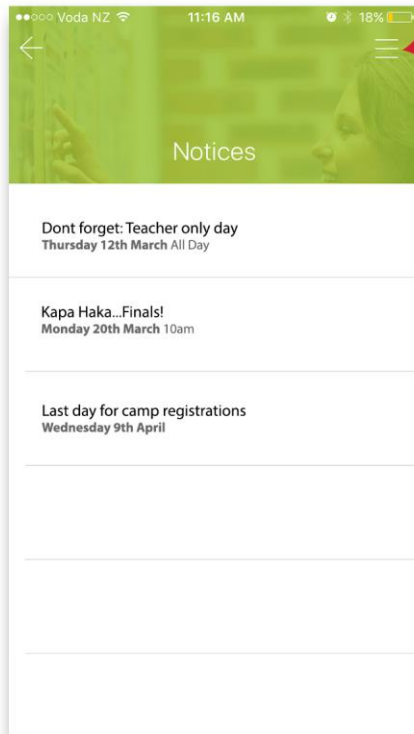 Voda NZ 11:16 AM 18%
Notices
Dont forget: Teacher only day
Thursday 12th March All Day
Kapa Haka...Finals!
Monday 20th March 10am
Last day for camp registrations
Wednesday 9th April